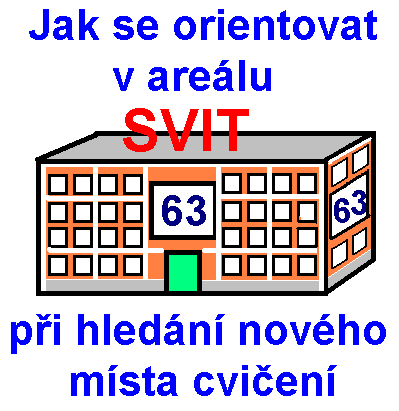 Jak se orientovat
v areálu
SVIT
63
63
při hledání nového
místa cvičení